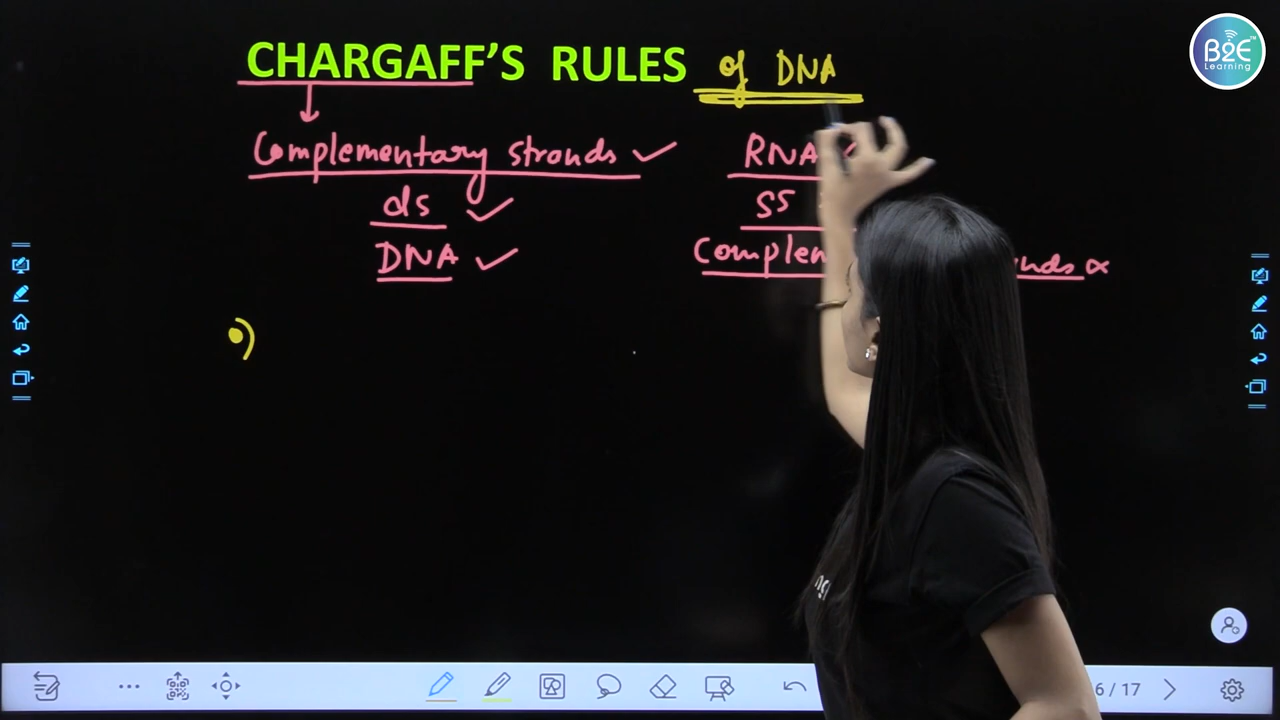 CHARGAFF'S RULES of DNA
B2E
Learning
Complementary strands ✓ RNA
ds ✓ ss
DNA ✓
•)
6 / 17